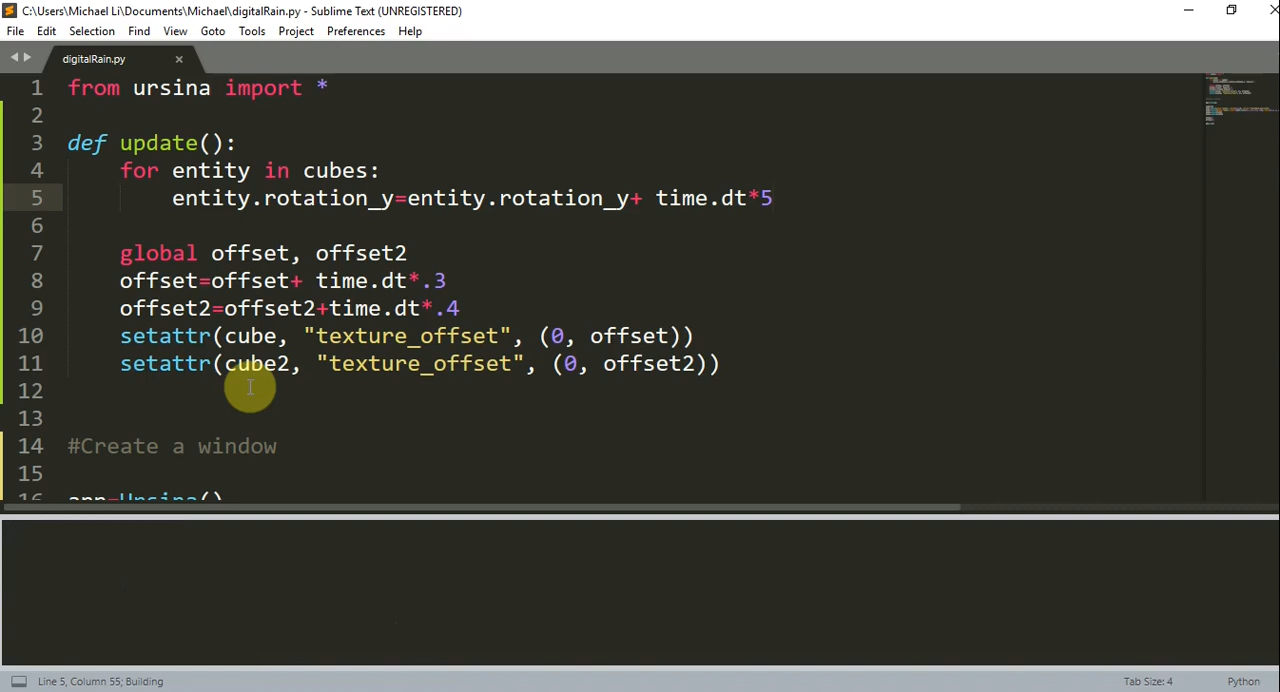 C:\Users\Michael Li\Documents\Michael\digitalRain.py - Sublime Text (UNREGISTERED)
File Edit Selection Find View Goto Tools Project Preferences Help
digitalRain.py
1 from ursina import *
2
3 def update():
4 for entity in cubes:
5 entity.rotation_y=entity.rotation_y+ time.dt*5
6
7 global offset, offset2
8 offset=offset+ time.dt*.3
9 offset2=offset2+time.dt*.4
10 setattr(cube, "texture_offset", (0, offset))
11 setattr(cube2, "texture_offset", (0, offset2))
12
13
14 #Create a window
15
16 app=Ursina()
Line 5, Column 55; Building Tab Size: 4 Python